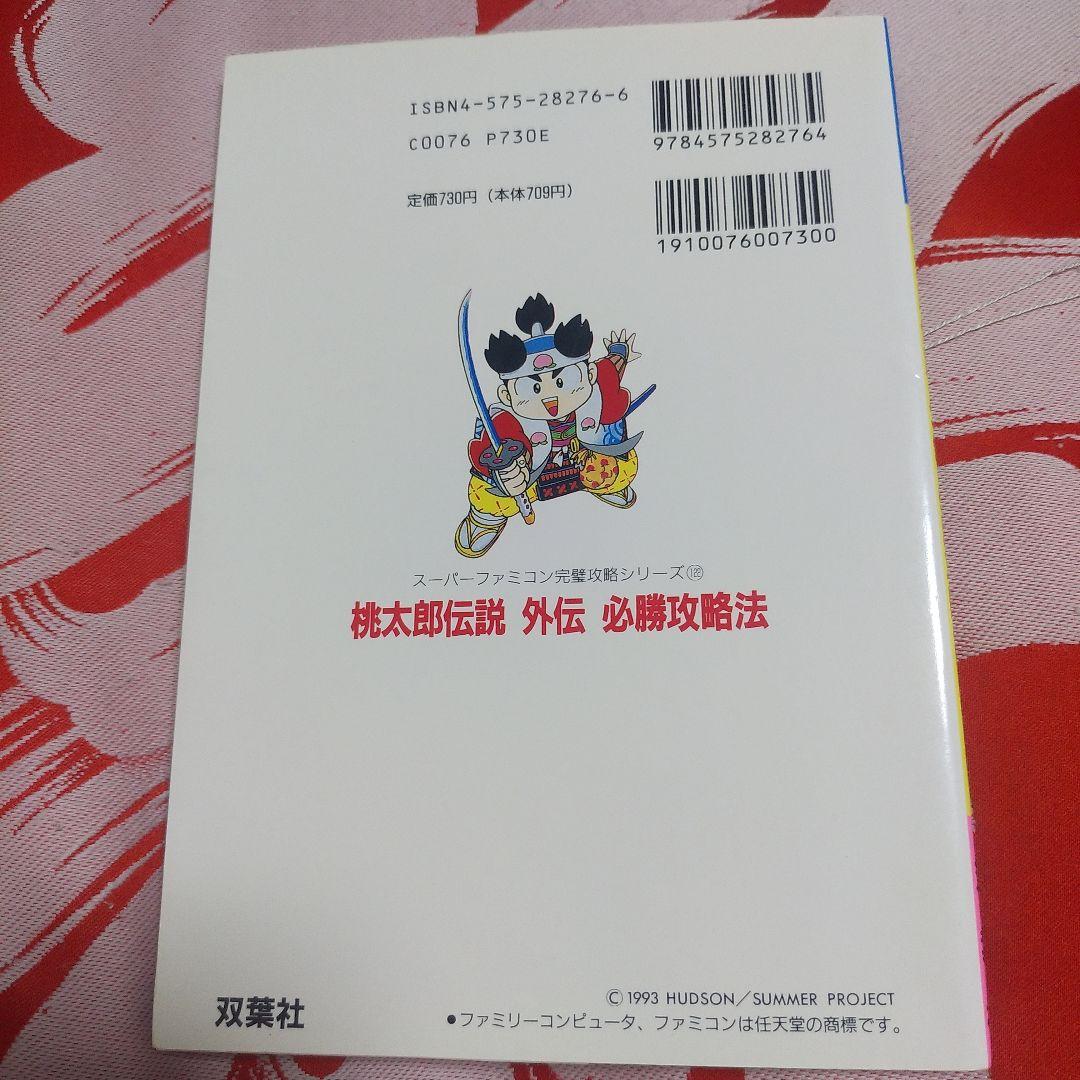 ISBN4-575-28276-6
9784575282764
C0076 P730E
定価730円（本体709円）
1910076007300
スーパーファミコン完璧攻略シリーズ122
桃太郎伝説 外伝 必勝攻略法
© 1993 HUDSON／SUMMER PROJECT
双葉社
●ファミリーコンピュータ、ファミコンは任天堂の商標です。